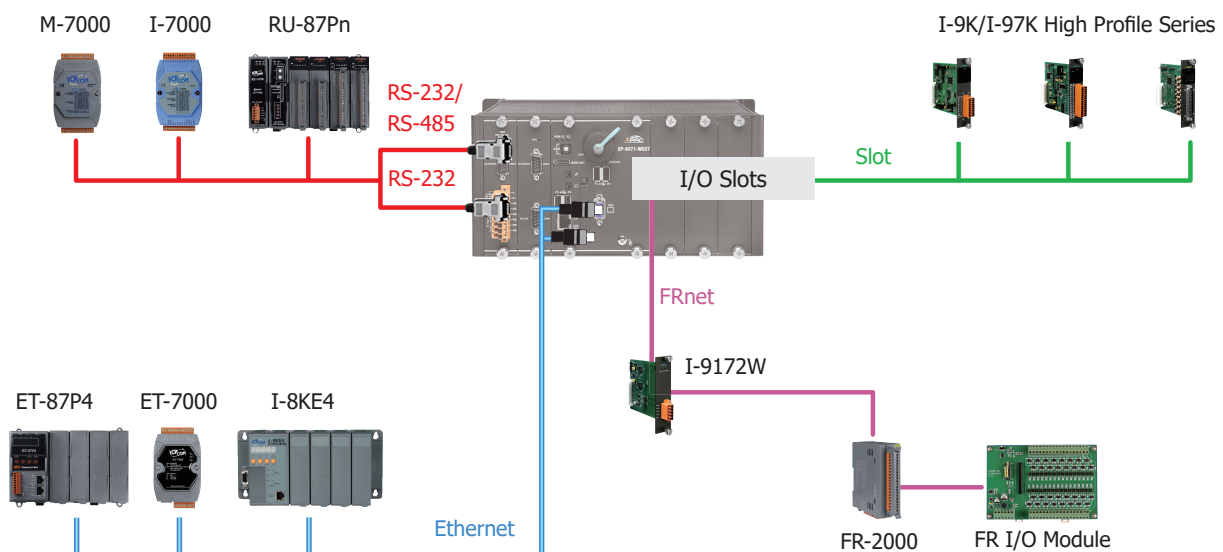 M-7000
I-7000
RU-87Pn
I-9K/I-97K High Profile Series
RS-232/
RS-485
RS-232
I/O Slots
Slot
FRnet
I-9172W
ET-87P4
ET-7000
I-8KE4
I-8KE4
Ethernet
FR-2000
FR I/O Module